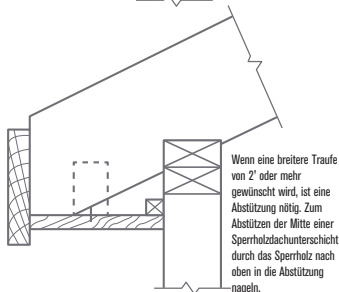 Wenn eine breitere Traufe
von 2' oder mehr
gewünscht wird, ist eine
Abstützung nötig. Zum
Abstützen der Mitte einer
Sperrholzdachunterschicht
durch das Sperrholz nach
oben in die Abstützung
nageln.